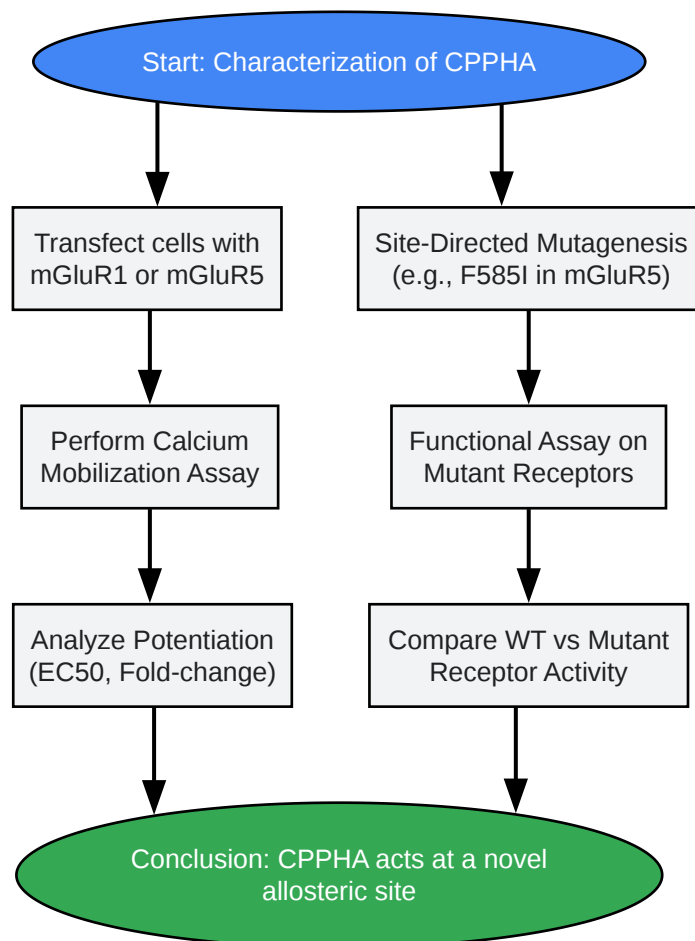 Start: Characterization of CPPHA
Transfect cells with
mGluR1 or mGluR5
Site-Directed Mutagenesis
(e.g., F585I in mGluR5)
Perform Calcium
Mobilization Assay
Functional Assay on
Mutant Receptors
Analyze Potentiation
(EC50, Fold-change)
Compare WT vs Mutant
Receptor Activity
Conclusion: CPPHA acts at a novel
allosteric site